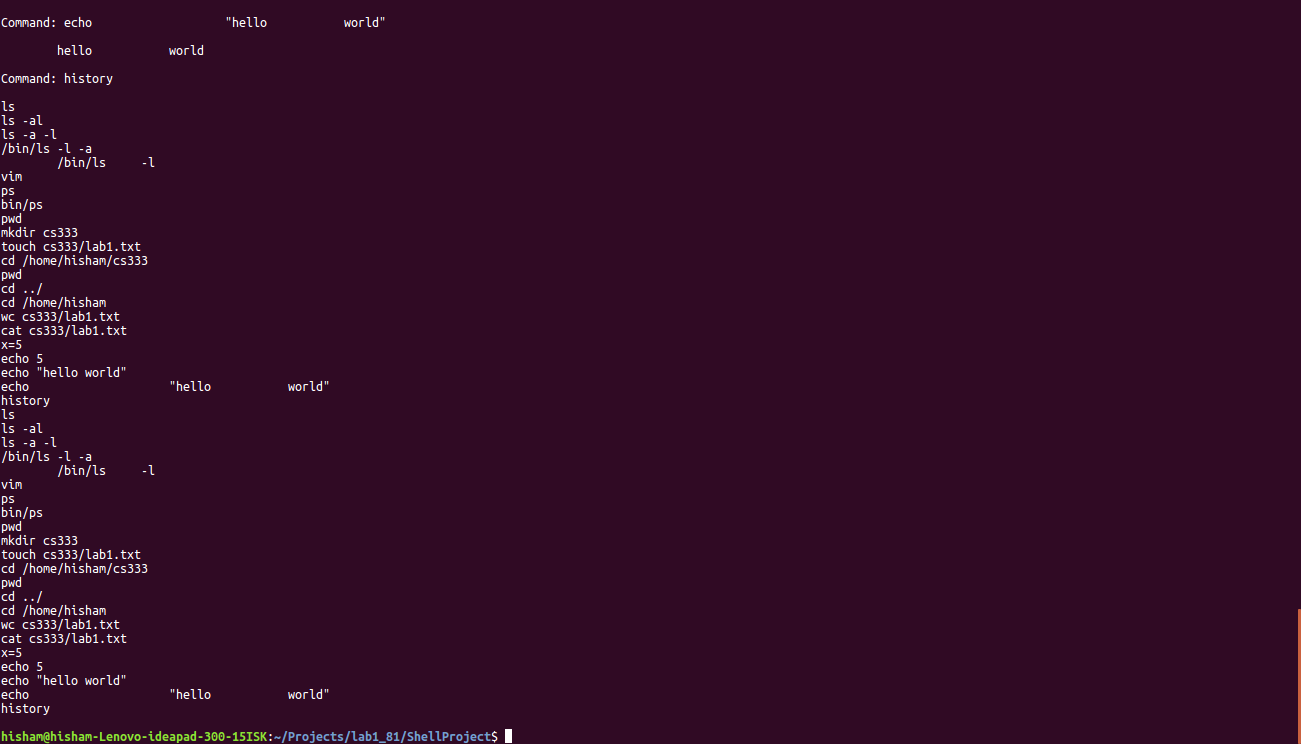 Command: echo                   "hello           world"
        hello           world
Command: history
ls
ls -al
ls -a -l
/bin/ls -l -a
        /bin/ls     -l
vim
ps
bin/ps
pwd
mkdir cs333
touch cs333/lab1.txt
cd /home/hisham/cs333
pwd
cd ../
cd /home/hisham
wc cs333/lab1.txt
cat cs333/lab1.txt
x=5
echo 5
echo "hello world"
echo                    "hello           world"
history
ls
ls -al
ls -a -l
/bin/ls -l -a
        /bin/ls     -l
vim
ps
bin/ps
pwd
mkdir cs333
touch cs333/lab1.txt
cd /home/hisham/cs333
pwd
cd ../
cd /home/hisham
wc cs333/lab1.txt
cat cs333/lab1.txt
x=5
echo 5
echo "hello world"
echo                    "hello           world"
history
hisham@hisham-Lenovo-ideapad-300-15ISK:~/Projects/lab1_81/ShellProject$